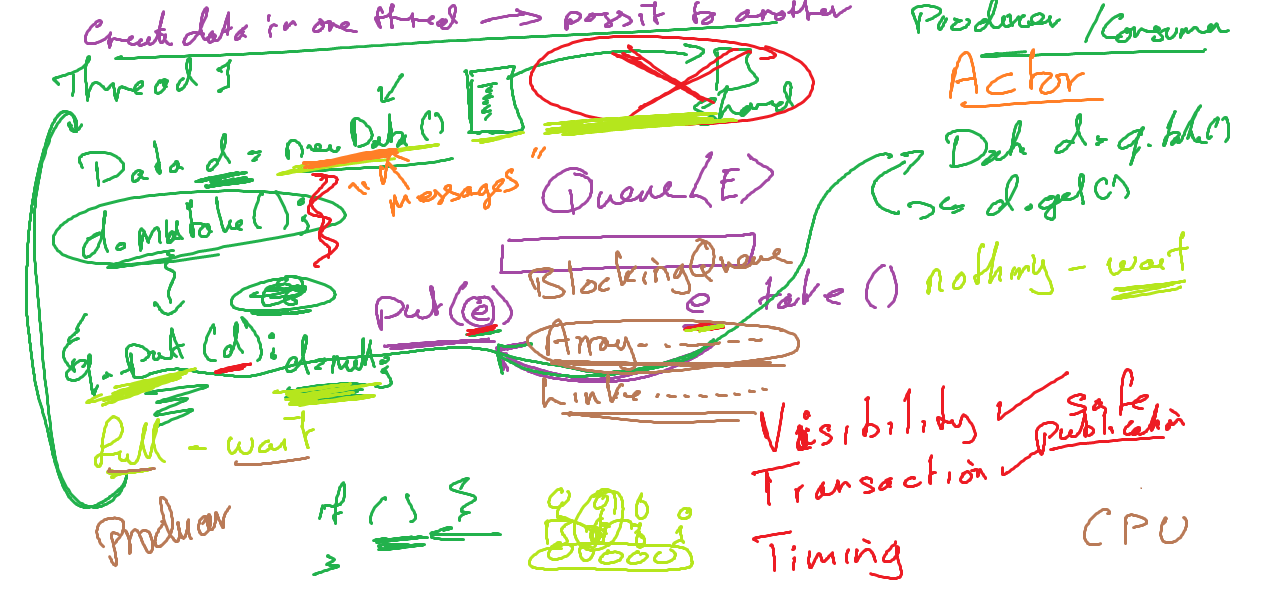 Create data in one thread → pass it to another
Producer / Consumer
Thread 1
Actor
shared
Data d = new Data()
"messages"
Data d = q.take()
d.get()
Queue<E>
d.mutate();
BlockingQueue
nothing - wait
put(e)
e take()
{q.put(d); d=null;}
Array.......
Linke.......
Visibility ✓ safe publication
full - wait
Transaction ✓
if ( ) {
}
Producer
CPU
Timing